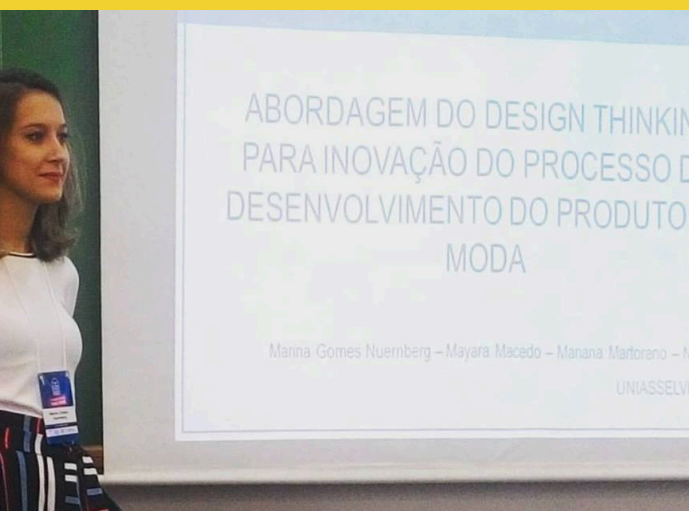 ABORDAGEM DO DESIGN THINKIN
PARA INOVAÇÃO DO PROCESSO D
DESENVOLVIMENTO DO PRODUTO
MODA
Marina Gomes Nuernberg – Mayara Macedo – Mariana Martorano – N
UNIASSELVI